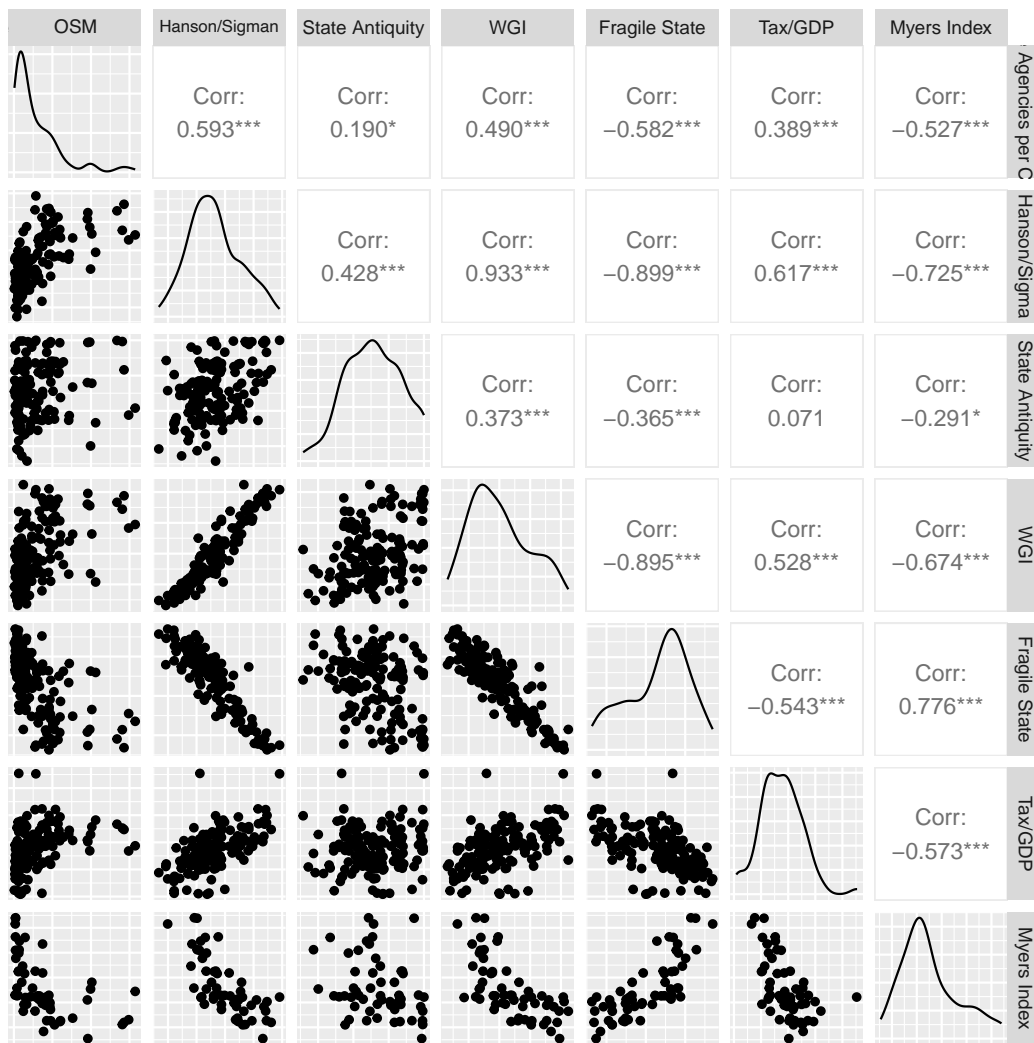 OSM
Hanson/Sigman
State Antiquity
WGI
Fragile State
Tax/GDP
Myers Index
Corr:
0.593***
Corr:
0.190*
Corr:
0.490***
Corr:
−0.582***
Corr:
0.389***
Corr:
−0.527***
Agencies per C
Corr:
0.428***
Corr:
0.933***
Corr:
−0.899***
Corr:
0.617***
Corr:
−0.725***
Hanson/Sigma
Corr:
0.373***
Corr:
−0.365***
Corr:
0.071
Corr:
−0.291*
State Antiquity
Corr:
−0.895***
Corr:
0.528***
Corr:
−0.674***
WGI
Corr:
−0.543***
Corr:
0.776***
Fragile State
Corr:
−0.573***
Tax/GDP
Myers Index